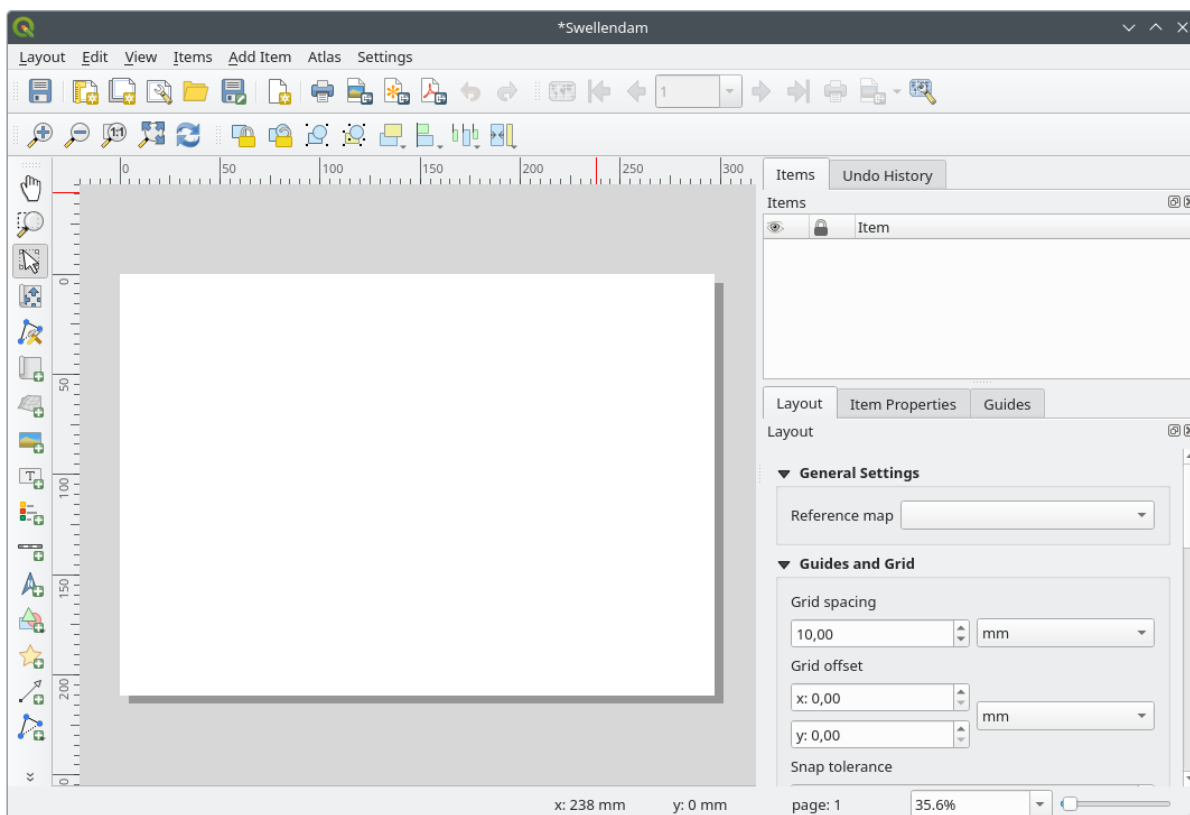 *Swellendam
Layout Edit View Items Add Item Atlas Settings
1
1:1
0 50 100 150 200 250 300
0
50
100
150
200
0
T
Items Undo History
Items
Item
Layout Item Properties Guides
Layout
General Settings
Reference map
Guides and Grid
Grid spacing
10,00 mm
Grid offset
x: 0,00
mm
y: 0,00
Snap tolerance
x: 238 mm y: 0 mm page: 1 35.6%